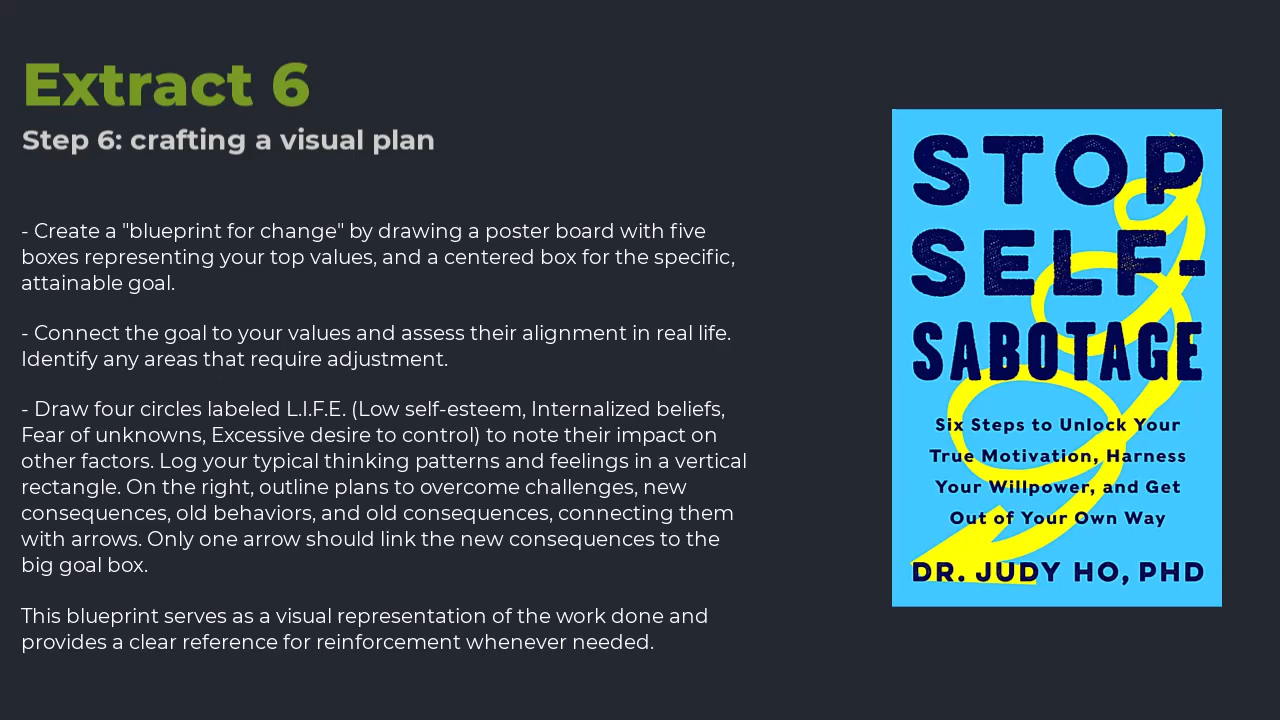 Extract 6
Step 6: crafting a visual plan
- Create a "blueprint for change" by drawing a poster board with five
boxes representing your top values, and a centered box for the specific,
attainable goal.
- Connect the goal to your values and assess their alignment in real life.
Identify any areas that require adjustment.
- Draw four circles labeled L.I.F.E. (Low self-esteem, Internalized beliefs,
Fear of unknowns, Excessive desire to control) to note their impact on
other factors. Log your typical thinking patterns and feelings in a vertical
rectangle. On the right, outline plans to overcome challenges, new
consequences, old behaviors, and old consequences, connecting them
with arrows. Only one arrow should link the new consequences to the
big goal box.
This blueprint serves as a visual representation of the work done and
provides a clear reference for reinforcement whenever needed.
STOP
SELF-
SABOTAGE
Six Steps to Unlock Your
True Motivation, Harness
Your Willpower, and Get
Out of Your Own Way
DR. JUDY HO, PHD